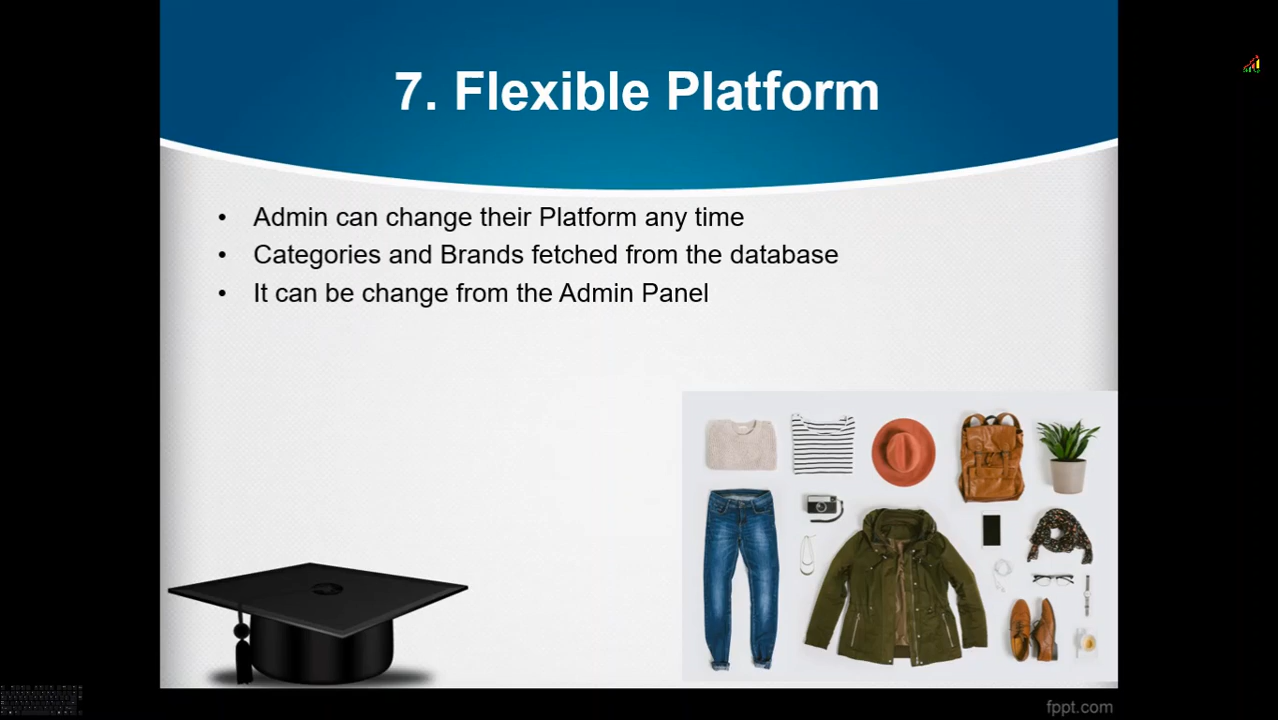 7. Flexible Platform
• Admin can change their Platform any time
• Categories and Brands fetched from the database
• It can be change from the Admin Panel
fppt.com